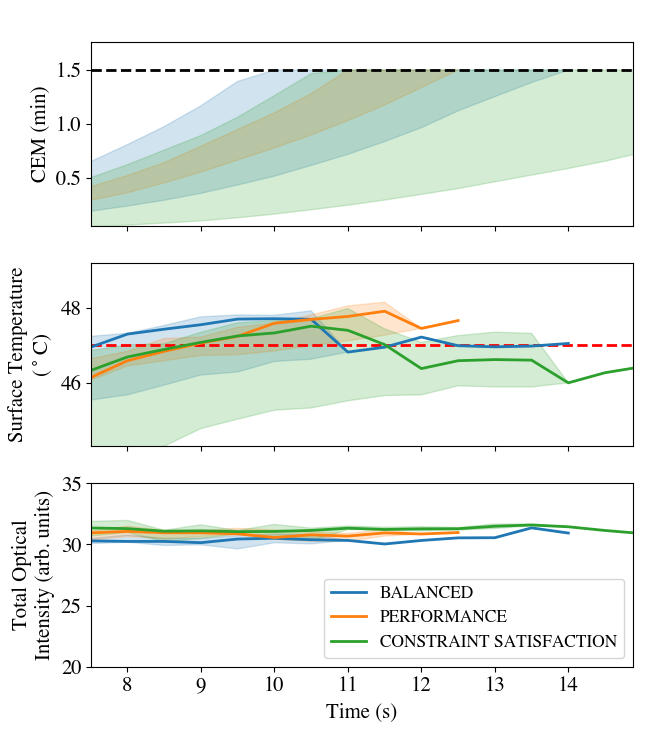 CEM (min)
1.5
1.0
0.5
Surface Temperature
(°C)
48
46
Total Optical
Intensity (arb. units)
35
30
25
20
BALANCED
PERFORMANCE
CONSTRAINT SATISFACTION
8 9 10 11 12 13 14
Time (s)